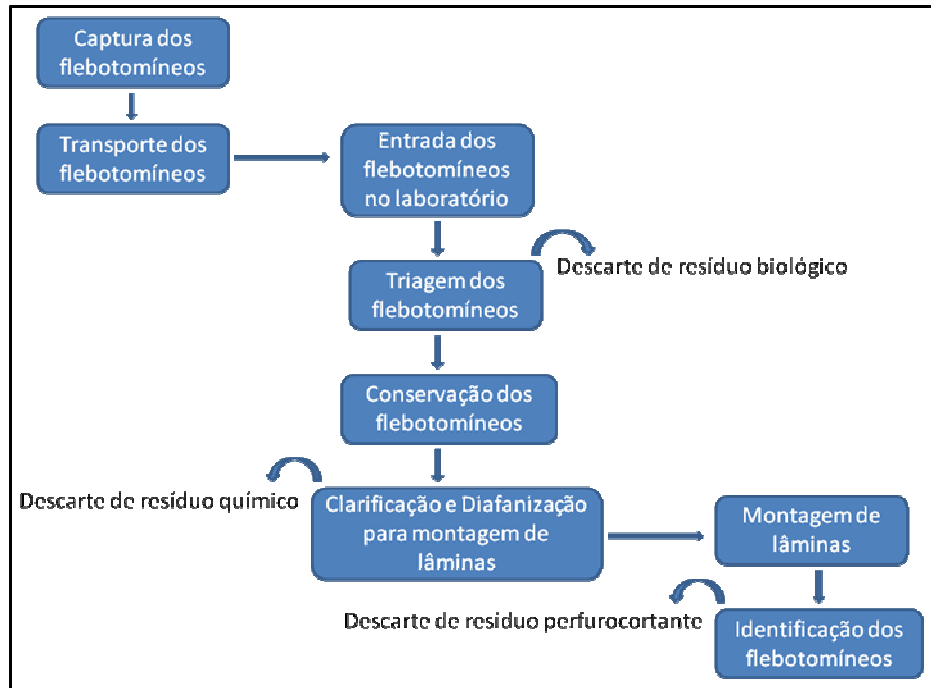 Captura dos
flebotomíneos
Transporte dos
flebotomíneos
Entrada dos
flebotomíneos
no laboratório
Triagem dos
flebotomíneos
Descarte de resíduo biológico
Conservação dos
flebotomíneos
Descarte de resíduo químico
Clarificação e Diafanização
para montagem de
lâminas
Montagem de
lâminas
Descarte de resíduo perfurocortante
Identificação dos
flebotomíneos